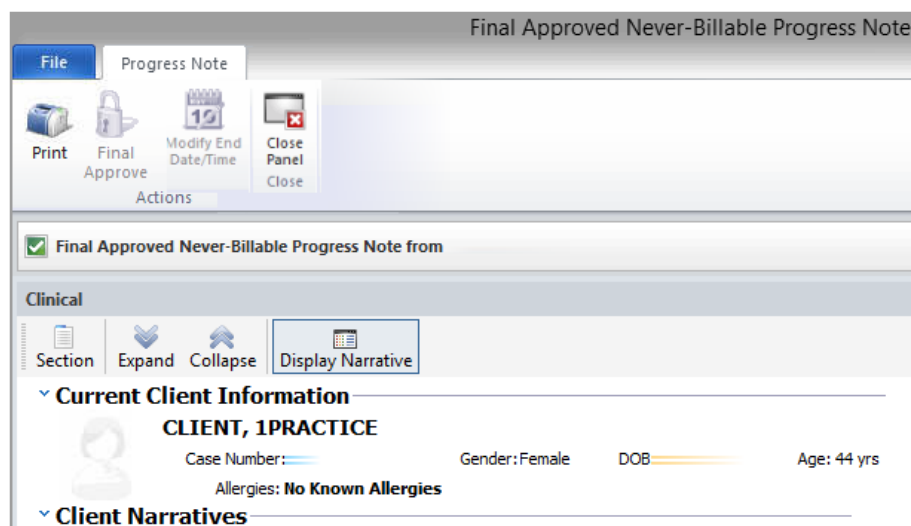 Final Approved Never-Billable Progress Note
File Progress Note
Print Final Approve Modify End Date/Time Close Panel
Actions Close
Final Approved Never-Billable Progress Note from
Clinical
Section Expand Collapse Display Narrative
Current Client Information
CLIENT, 1PRACTICE
Case Number: Gender: Female DOB Age: 44 yrs
Allergies: No Known Allergies
Client Narratives